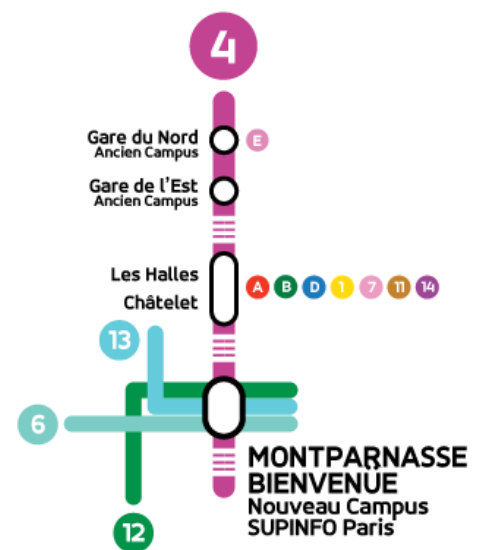 4
Gare du Nord
Ancien Campus
E
Gare de l'Est
Ancien Campus
Les Halles
Châtelet
A B D 1 7 11 14
13
6
12
MONTPARNASSE
BIENVENÜE
Nouveau Campus
SUPINFO Paris